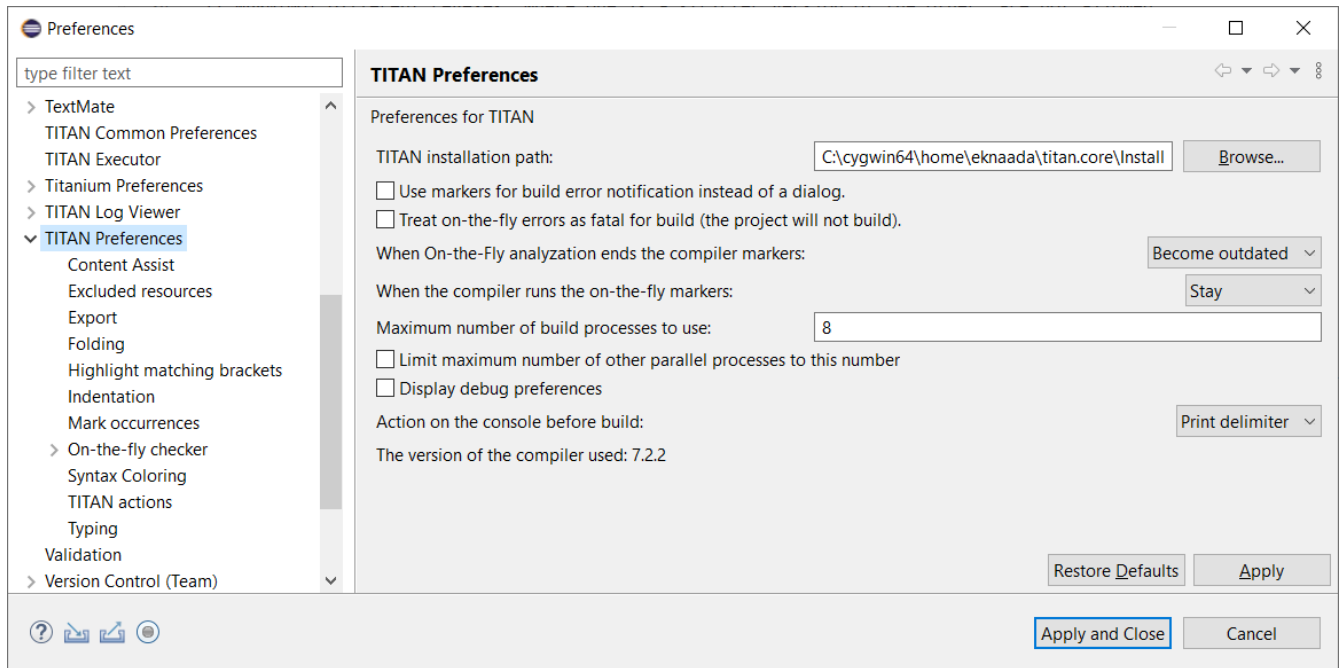 Preferences
type filter text
TextMate
TITAN Common Preferences
TITAN Executor
Titanium Preferences
TITAN Log Viewer
TITAN Preferences
Content Assist
Excluded resources
Export
Folding
Highlight matching brackets
Indentation
Mark occurrences
On-the-fly checker
Syntax Coloring
TITAN actions
Typing
Validation
Version Control (Team)
TITAN Preferences
Preferences for TITAN
TITAN installation path: C:\cygwin64\home\eknaada\titan.core\Install Browse...
Use markers for build error notification instead of a dialog.
Treat on-the-fly errors as fatal for build (the project will not build).
When On-the-Fly analyzation ends the compiler markers: Become outdated
When the compiler runs the on-the-fly markers: Stay
Maximum number of build processes to use: 8
Limit maximum number of other parallel processes to this number
Display debug preferences
Action on the console before build: Print delimiter
The version of the compiler used: 7.2.2
Restore Defaults Apply
Apply and Close Cancel